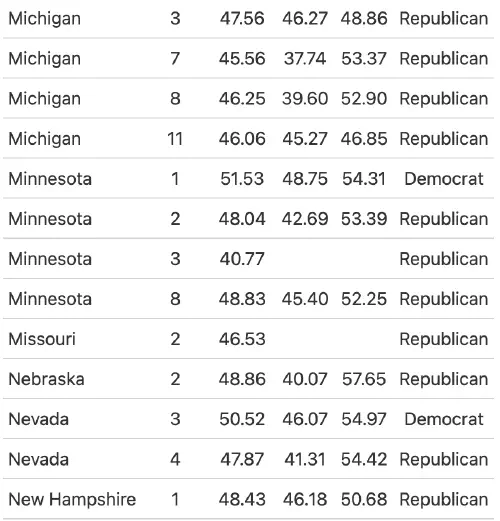 Michigan 3 47.56 46.27 48.86 Republican
Michigan 7 45.56 37.74 53.37 Republican
Michigan 8 46.25 39.60 52.90 Republican
Michigan 11 46.06 45.27 46.85 Republican
Minnesota 1 51.53 48.75 54.31 Democrat
Minnesota 2 48.04 42.69 53.39 Republican
Minnesota 3 40.77 Republican
Minnesota 8 48.83 45.40 52.25 Republican
Missouri 2 46.53 Republican
Nebraska 2 48.86 40.07 57.65 Republican
Nevada 3 50.52 46.07 54.97 Democrat
Nevada 4 47.87 41.31 54.42 Republican
New Hampshire 1 48.43 46.18 50.68 Republican